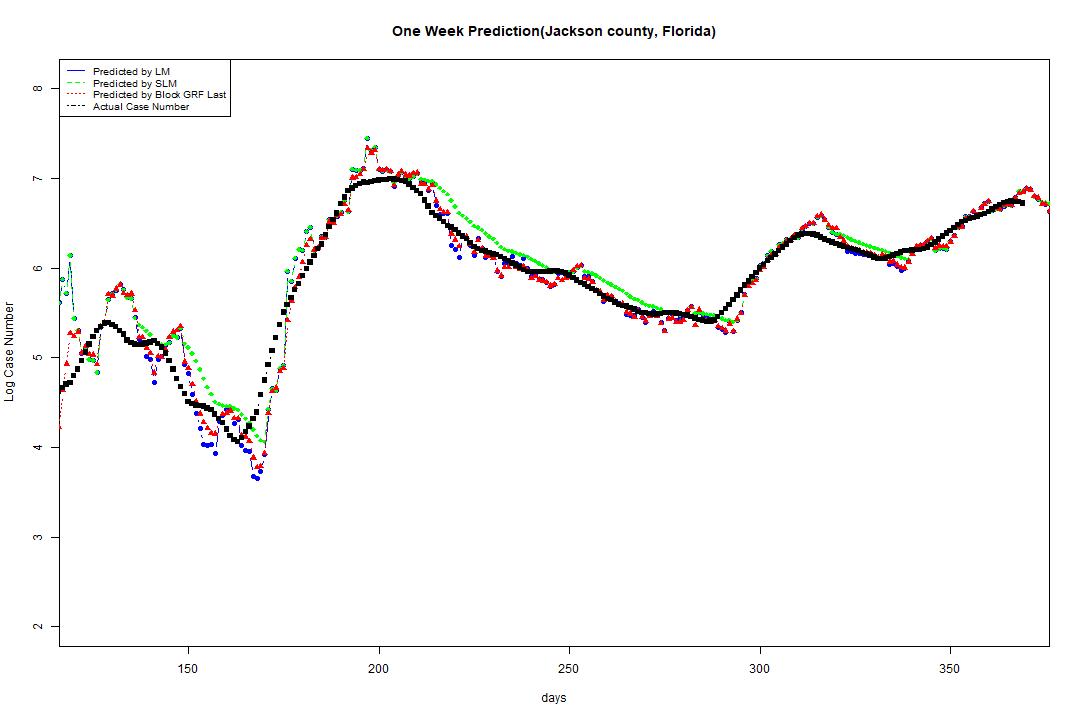 One Week Prediction(Jackson county, Florida)
Predicted by LM
Predicted by SLM
Predicted by Block GRF Last
Actual Case Number
8
7
6
5
4
3
2
Log Case Number
150 200 250 300 350
days